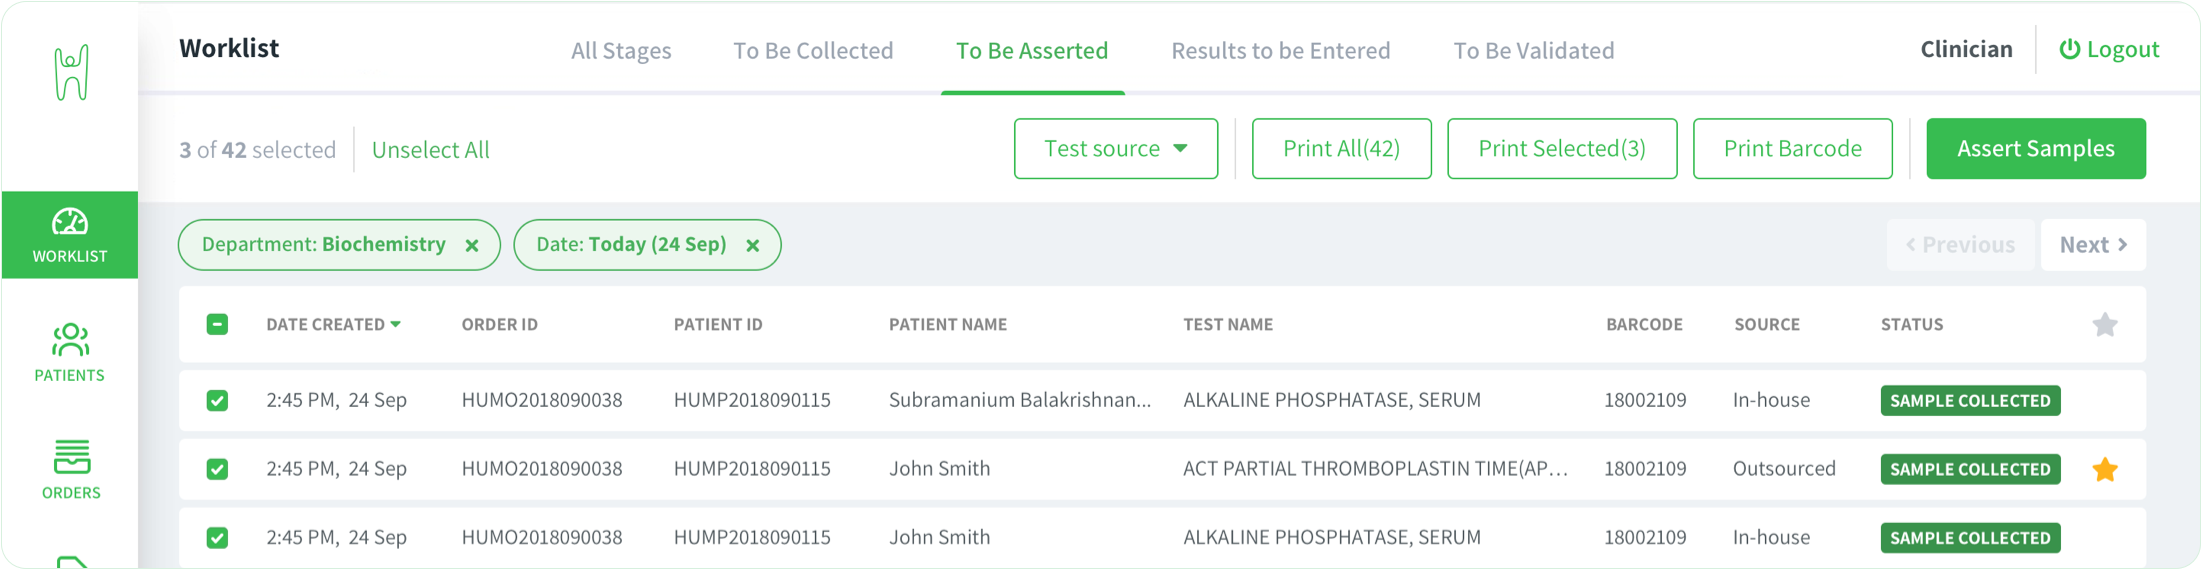 Worklist
All Stages
To Be Collected
To Be Asserted
Results to be Entered
To Be Validated
Clinician
Logout
3 of 42 selected
Unselect All
Test source
Print All(42)
Print Selected(3)
Print Barcode
Assert Samples
WORKLIST
PATIENTS
ORDERS
Department: Biochemistry
Date: Today (24 Sep)
Previous
Next
DATE CREATED ORDER ID PATIENT ID PATIENT NAME TEST NAME BARCODE SOURCE STATUS
2:45 PM, 24 Sep HUMO2018090038 HUMP2018090115 Subramanium Balakrishnan... ALKALINE PHOSPHATASE, SERUM 18002109 In-house SAMPLE COLLECTED
2:45 PM, 24 Sep HUMO2018090038 HUMP2018090115 John Smith ACT PARTIAL THROMBOPLASTIN TIME(AP... 18002109 Outsourced SAMPLE COLLECTED
2:45 PM, 24 Sep HUMO2018090038 HUMP2018090115 John Smith ALKALINE PHOSPHATASE, SERUM 18002109 In-house SAMPLE COLLECTED